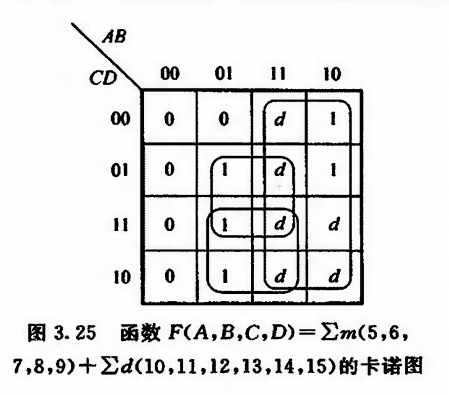 AB
CD 00 01 11 10
00 0 0 d 1
01 0 1 d 1
11 0 1 d d
10 0 1 d d
图 3.25 函数 F(A,B,C,D)=∑m(5,6,
7,8,9)+∑d(10,11,12,13,14,15)的卡诺图